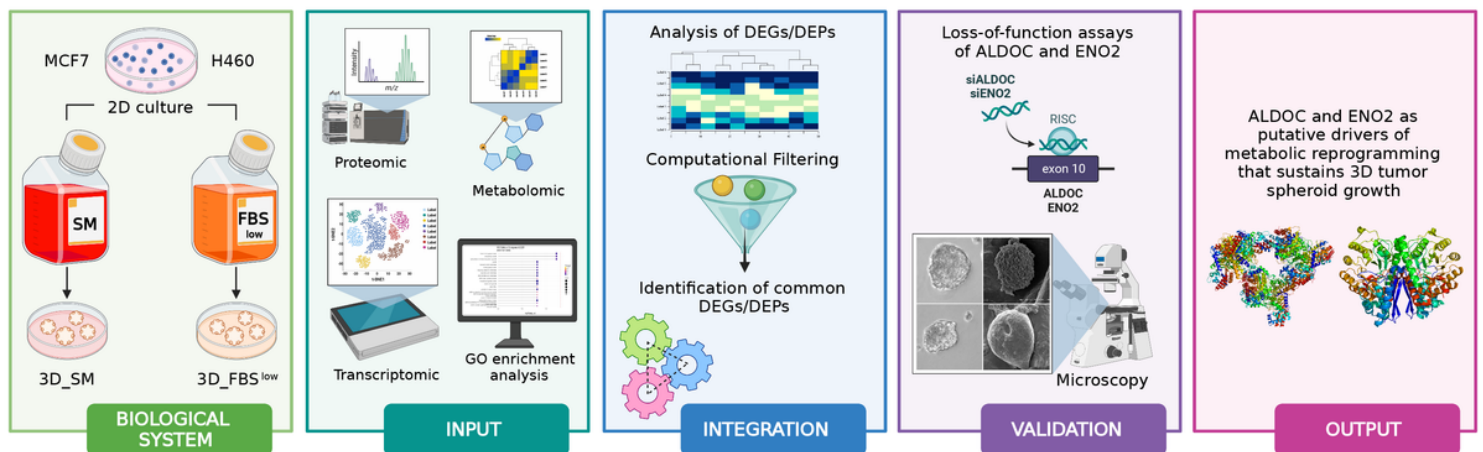 MCF7
H460
2D culture
SM
FBS
low
3D_SM
3D_FBS low
BIOLOGICAL
SYSTEM
Intensity
m/z
Proteomic
Metabolomic
Transcriptomic
GO enrichment
analysis
INPUT
Analysis of DEGs/DEPs
Computational Filtering
Identification of common
DEGs/DEPs
INTEGRATION
Loss-of-function assays
of ALDOC and ENO2
siALDOC
siENO2
RISC
exon 10
ALDOC
ENO2
Microscopy
VALIDATION
ALDOC and ENO2 as
putative drivers of
metabolic reprogramming
that sustains 3D tumor
spheroid growth
OUTPUT